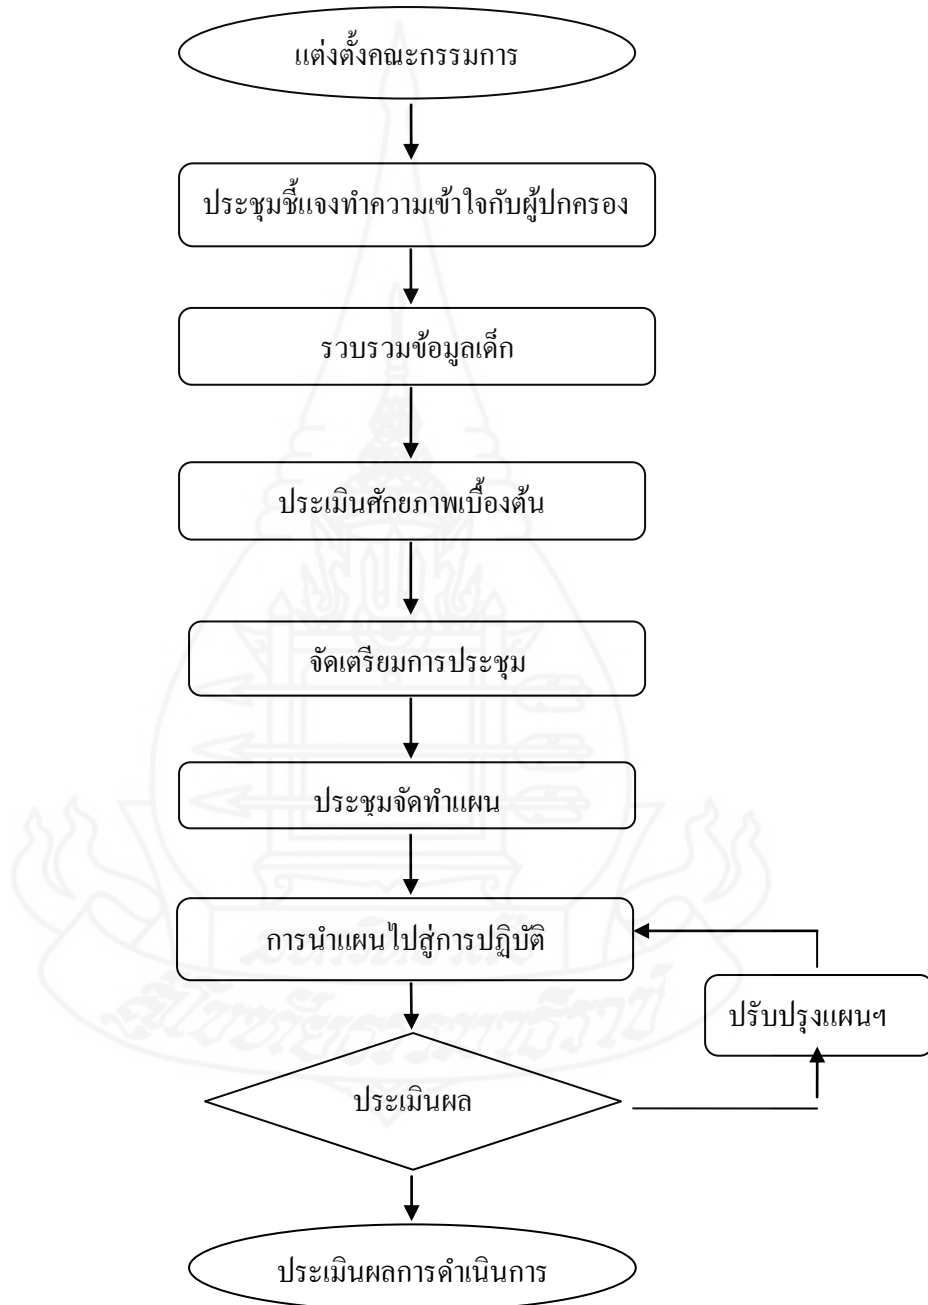 แต่งตั้งคณะกรรมการ
ประชุมชี้แจงทำความเข้าใจกับผู้ปกครอง
รวบรวมข้อมูลเด็ก
ประเมินศักยภาพเบื้องต้น
จัดเตรียมการประชุม
ประชุมจัดทำแผน
การนำแผนไปสู่การปฏิบัติ
ปรับปรุงแผนฯ
ประเมินผล
ประเมินผลการดำเนินการ